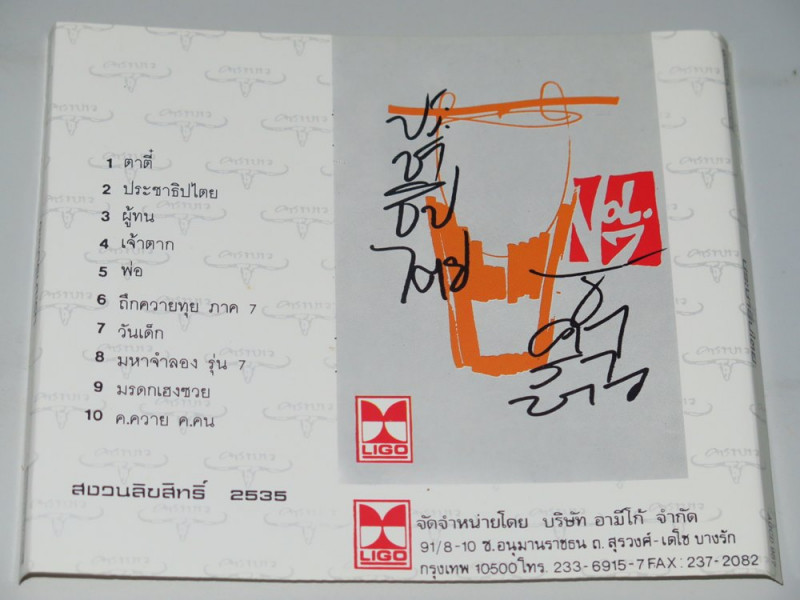 1 ตาตี๋
2 ประชาธิปไตย
3 ผู้ทน
4 เจ้าตาก
5 พ่อ
6 ถึกควายทุย ภาค 7
7 วันเด็ก
8 มหาจำลอง รุ่น 7
9 มรดกเฮงซวย
10 ค.ควาย ค.คน
สงวนลิขสิทธิ์ 2535
ประ
ชา
ธิป
ไตย
VOL.
7
คารา
บาว
LIGO
LIGO
จัดจำหน่ายโดย บริษัท อามีโก้ จำกัด
91/8-10 ซ.อนุมานราชธน ถ.สุรวงศ์-เดโช บางรัก
กรุงเทพ 10500 โทร. 233-6915-7 FAX : 237-2082